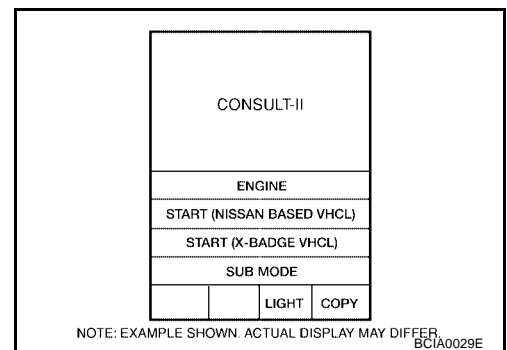 CONSULT-II
ENGINE
START (NISSAN BASED VHCL)
START (X-BADGE VHCL)
SUB MODE
LIGHT COPY
NOTE: EXAMPLE SHOWN. ACTUAL DISPLAY MAY DIFFER.
BCIA0029E